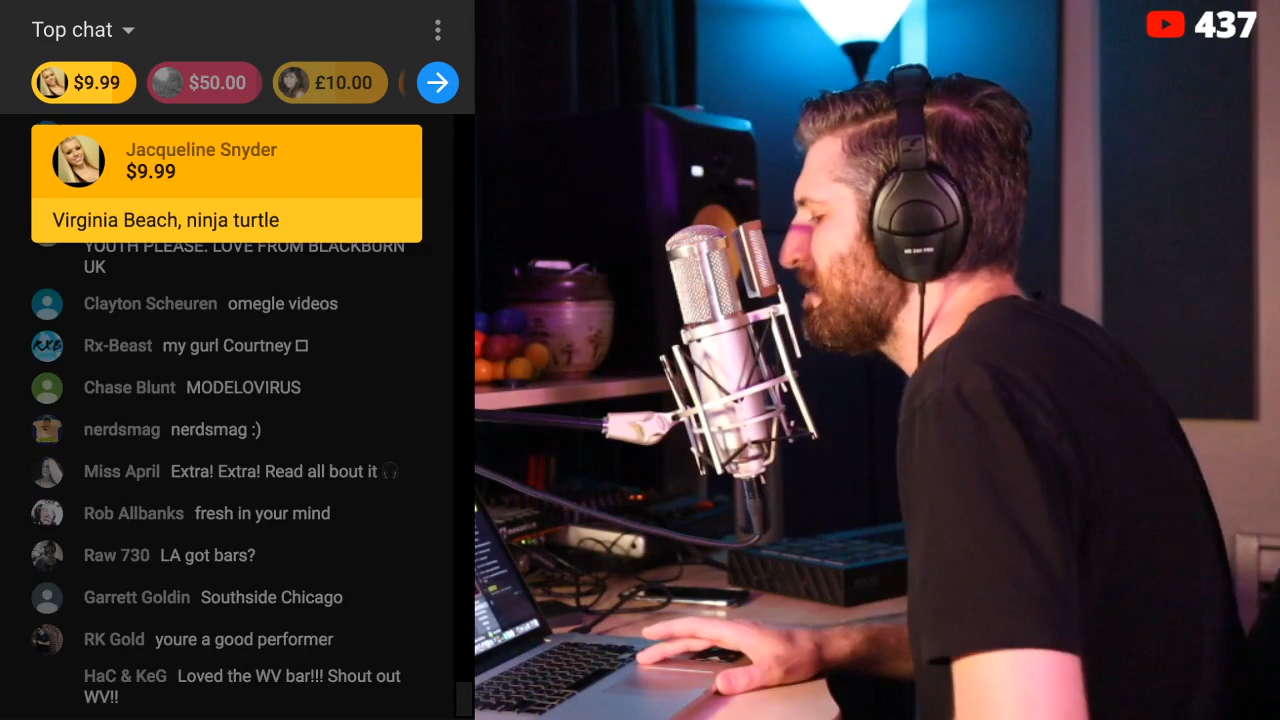 Top chat
437
$9.99 $50.00 £10.00
Jacqueline Snyder
$9.99
Virginia Beach, ninja turtle
YOUTH PLEASE. LOVE FROM BLACKBURN
UK
Clayton Scheuren omegle videos
Rx-Beast my gurl Courtney
Chase Blunt MODELOVIRUS
nerdsmag nerdsmag :)
Miss April Extra! Extra! Read all bout it
Rob Allbanks fresh in your mind
Raw 730 LA got bars?
Garrett Goldin Southside Chicago
RK Gold youre a good performer
HaC & KeG Loved the WV bar!!! Shout out
WV!!
RXB